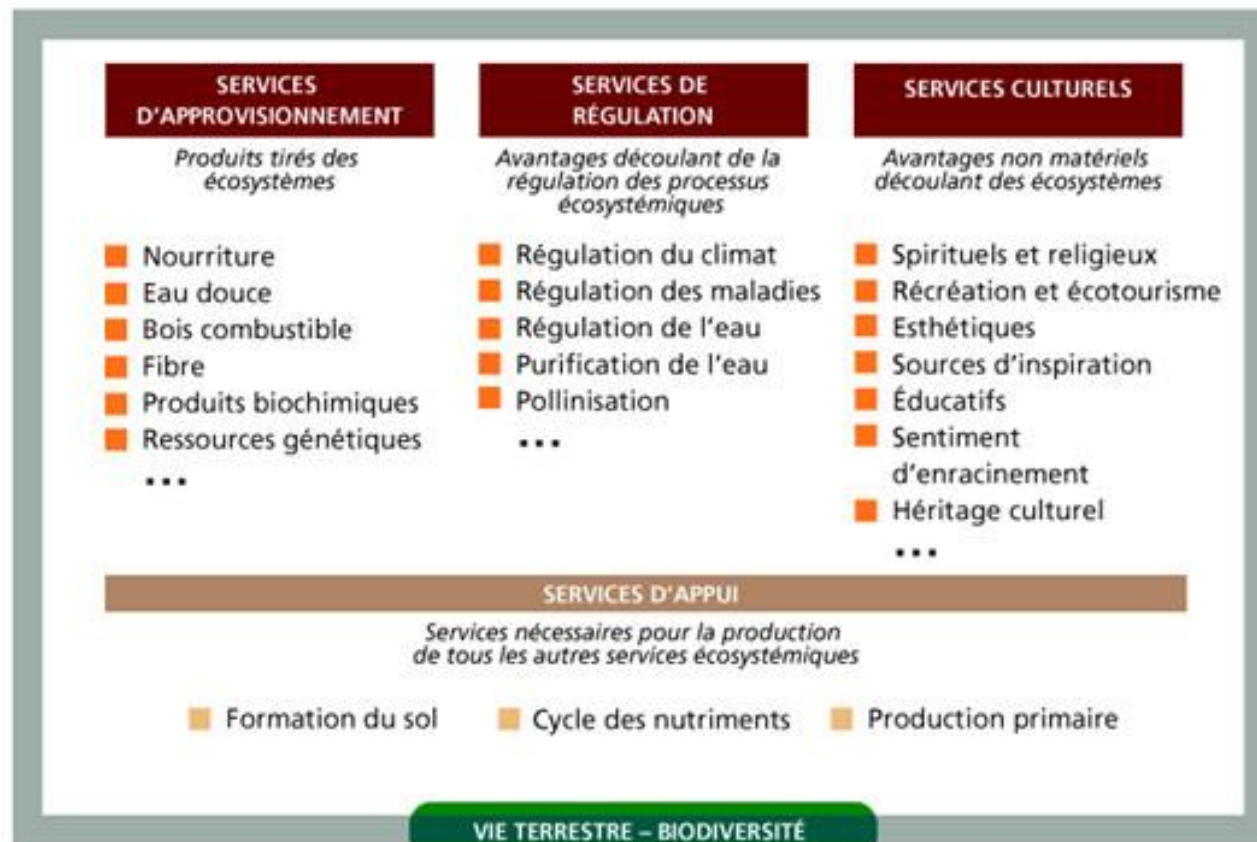 SERVICES
D'APPROVISIONNEMENT
Produits tirés des
écosystèmes
Nourriture
Eau douce
Bois combustible
Fibre
Produits biochimiques
Ressources génétiques
...
SERVICES DE
RÉGULATION
Avantages découlant de la
régulation des processus
écosystémiques
Régulation du climat
Régulation des maladies
Régulation de l'eau
Purification de l'eau
Pollinisation
...
SERVICES CULTURELS
Avantages non matériels
découlant des écosystèmes
Spirituels et religieux
Récréation et écotourisme
Esthétiques
Sources d'inspiration
Éducatifs
Sentiment
d'enracinement
Héritage culturel
...
SERVICES D'APPUI
Services nécessaires pour la production
de tous les autres services écosystémiques
Formation du sol
Cycle des nutriments
Production primaire
VIE TERRESTRE – BIODIVERSITÉ